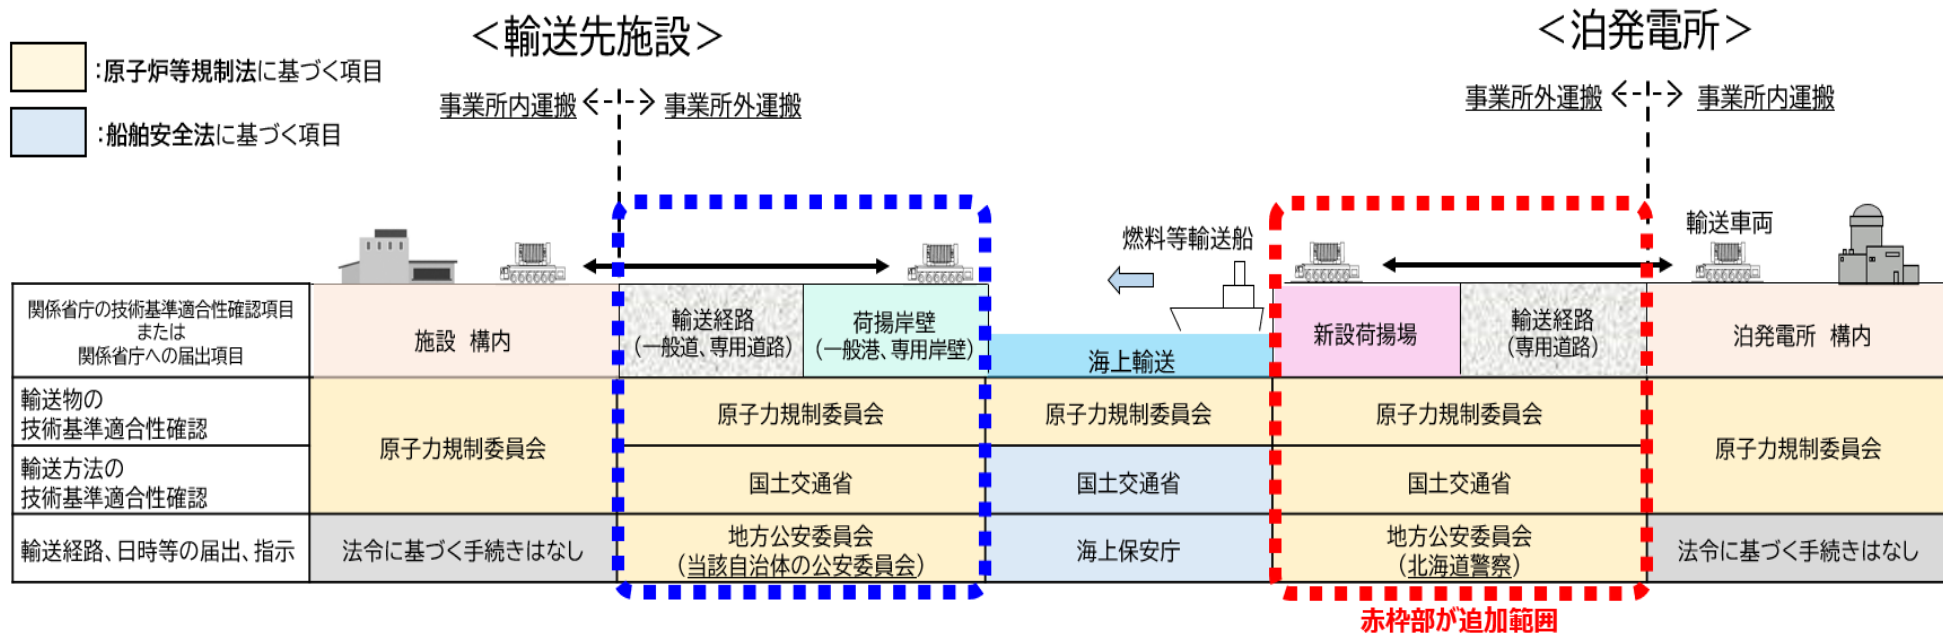 ＜輸送先施設＞
＜泊発電所＞
：原子炉等規制法に基づく項目
：船舶安全法に基づく項目
事業所内運搬
事業所外運搬
事業所外運搬
事業所内運搬
燃料等輸送船
輸送車両
関係省庁の技術基準適合性確認項目
または
関係省庁への届出項目
施設 構内
輸送経路
（一般道、専用道路）
荷揚岸壁
（一般港、専用岸壁）
海上輸送
新設荷揚場
輸送経路
（専用道路）
泊発電所 構内
輸送物の
技術基準適合性確認
原子力規制委員会
原子力規制委員会
原子力規制委員会
原子力規制委員会
原子力規制委員会
輸送方法の
技術基準適合性確認
国土交通省
国土交通省
国土交通省
輸送経路、日時等の届出、指示
法令に基づく手続きはなし
地方公安委員会
（当該自治体の公安委員会）
海上保安庁
地方公安委員会
（北海道警察）
法令に基づく手続きはなし
赤枠部が追加範囲